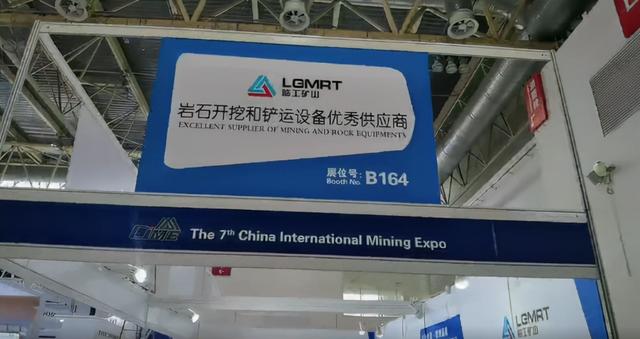 LGMRT
临工矿山
岩石开挖和铲运设备优秀供应商
EXCELLENT SUPPLIER OF MINING AND ROCK EQUIPMENTS
展位号:
Booth No. B164
CIME The 7th China International Mining Expo
LGMRT
临工矿山